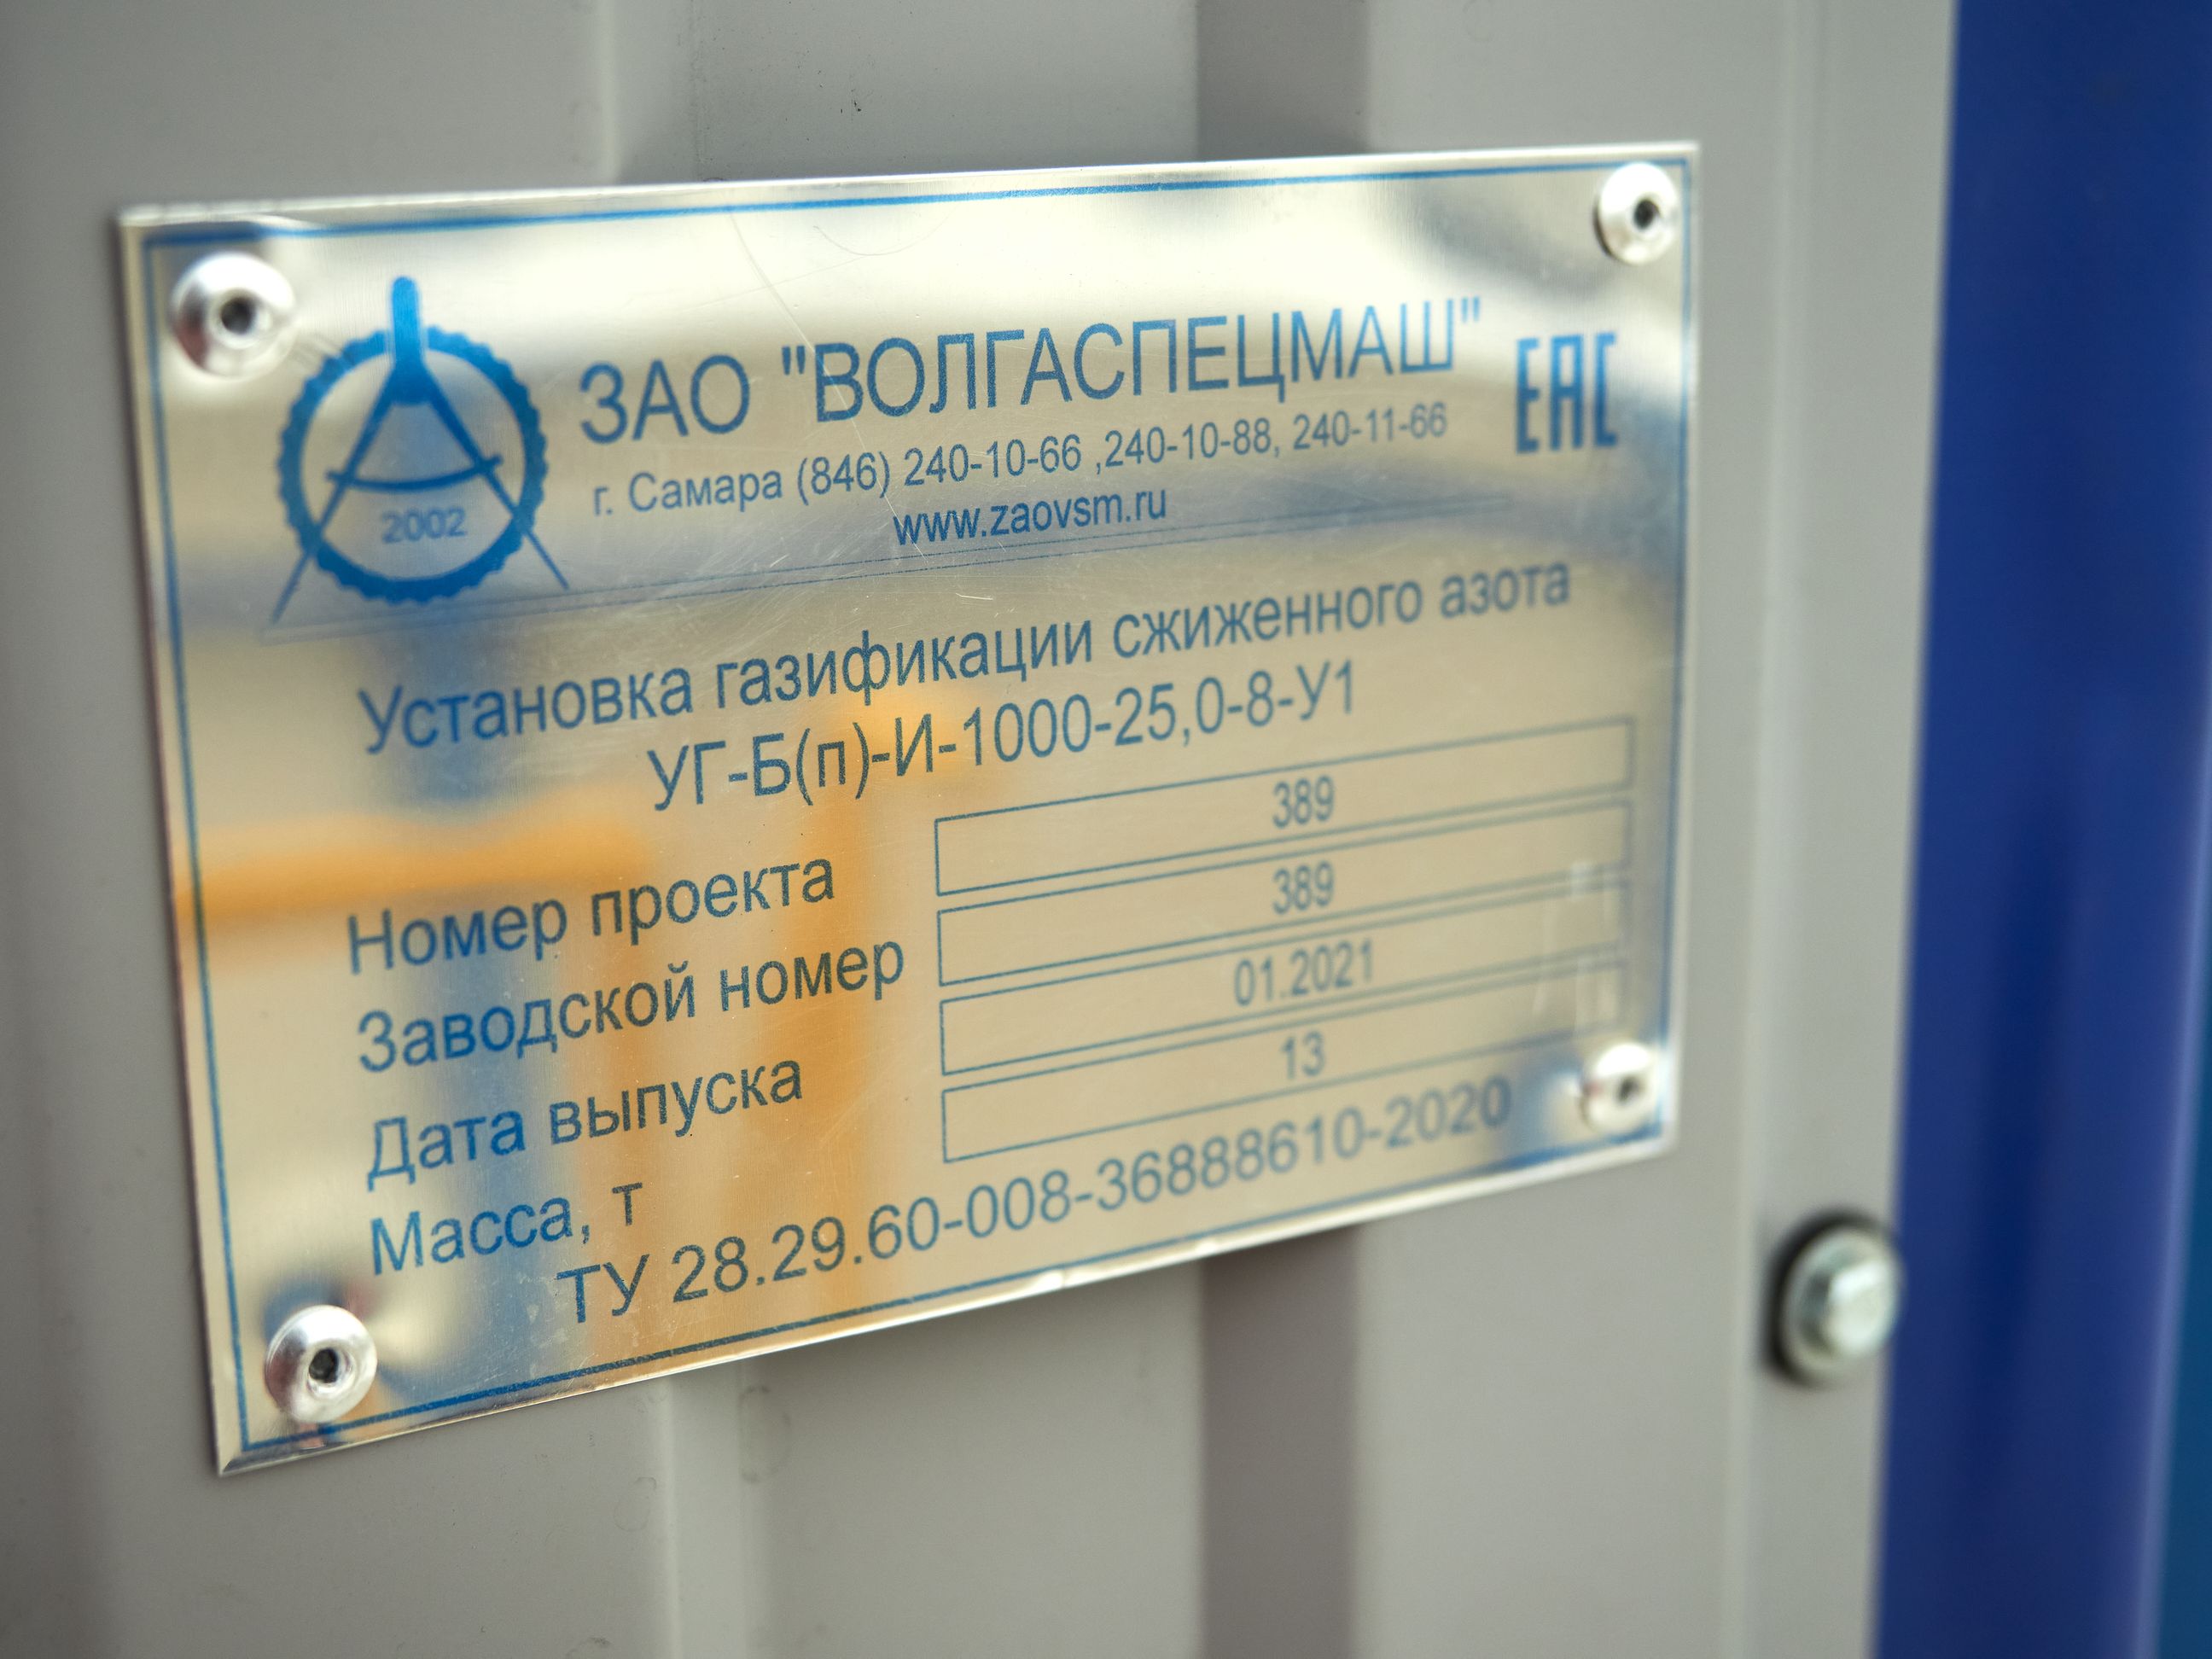 2002
ЗАО "ВОЛГАСПЕЦМАШ"
EAC
г. Самара (846) 240-10-66 ,240-10-88, 240-11-66
www.zaovsm.ru
Установка газификации сжиженного азота
УГ-Б(п)-И-1000-25,0-8-У1
Номер проекта 389
Заводской номер 389
Дата выпуска 01.2021
Масса, т 13
ТУ 28.29.60-008-36888610-2020